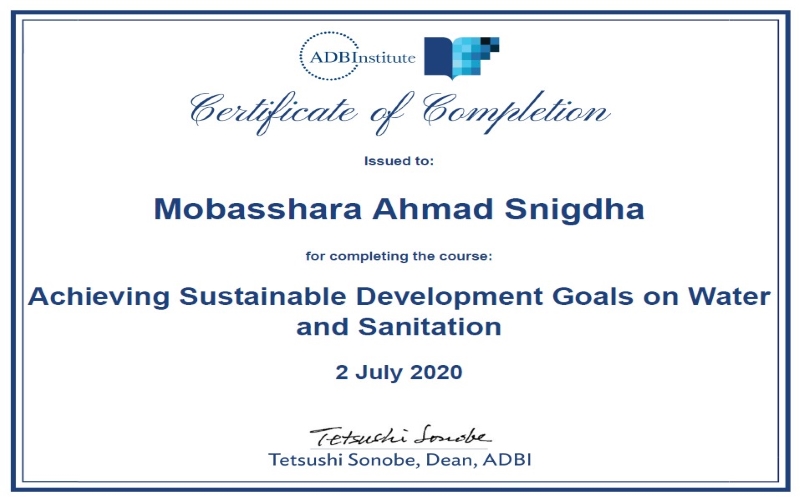 ADBInstitute
Certificate of Completion
Issued to:
Mobasshara Ahmad Snigdha
for completing the course:
Achieving Sustainable Development Goals on Water
and Sanitation
2 July 2020
Tetsushi Sonobe
Tetsushi Sonobe, Dean, ADBI